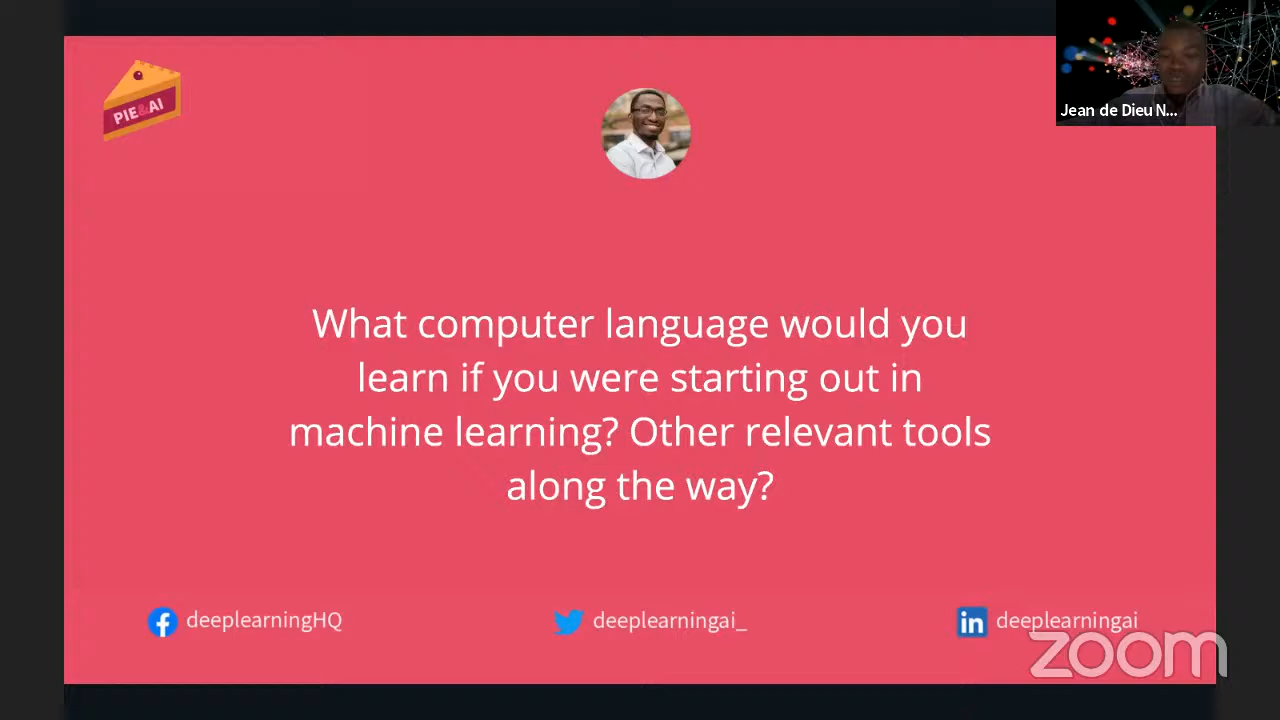 PIE&AI
Jean de Dieu N...
What computer language would you
learn if you were starting out in
machine learning? Other relevant tools
along the way?
deeplearningHQ
deeplearningai_
deeplearningai
zoom